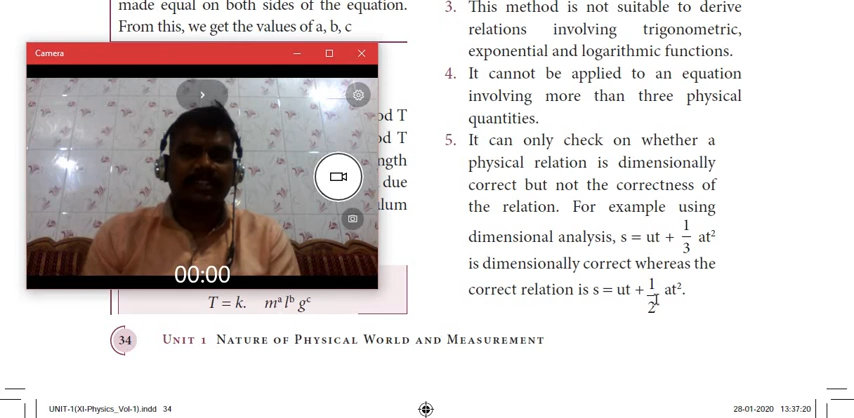 made equal on both sides of the equation.
From this, we get the values of a, b, c
Camera
od T
od T
ngth
due
lum
00:00
T = k. mᵃ lᵇ gᶜ
3. This method is not suitable to derive
relations involving trigonometric,
exponential and logarithmic functions.
4. It cannot be applied to an equation
involving more than three physical
quantities.
5. It can only check on whether a
physical relation is dimensionally
correct but not the correctness of
the relation. For example using
dimensional analysis, s = ut + 1/3 at²
is dimensionally correct whereas the
correct relation is s = ut + 1/2 at².
34 UNIT 1 NATURE OF PHYSICAL WORLD AND MEASUREMENT
UNIT-1(XI-Physics_Vol-1).indd 34
28-01-2020 13:37:20